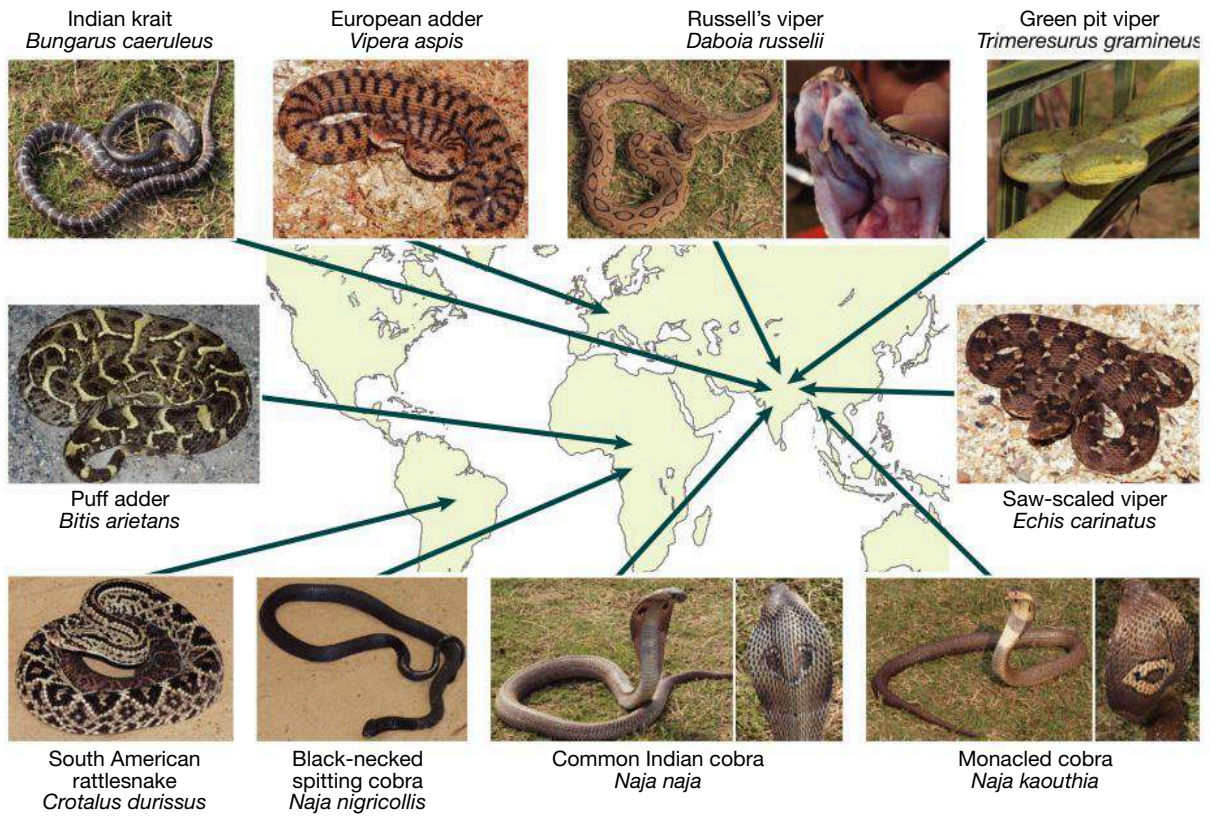 Indian krait
Bungarus caeruleus
European adder
Vipera aspis
Russell's viper
Daboia russelii
Green pit viper
Trimeresurus gramineus
Puff adder
Bitis arietans
Saw-scaled viper
Echis carinatus
South American
rattlesnake
Crotalus durissus
Black-necked
spitting cobra
Naja nigricollis
Common Indian cobra
Naja naja
Monacled cobra
Naja kaouthia